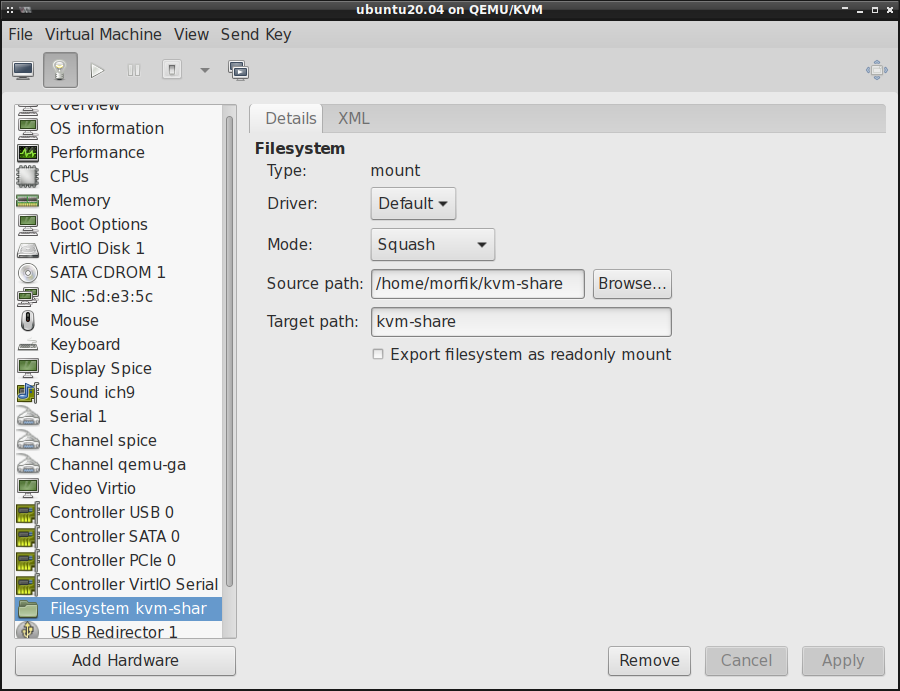 ubuntu20.04 on QEMU/KVM
File Virtual Machine View Send Key
Overview
OS information
Performance
CPUs
Memory
Boot Options
VirtIO Disk 1
SATA CDROM 1
NIC :5d:e3:5c
Mouse
Keyboard
Display Spice
Sound ich9
Serial 1
Channel spice
Channel qemu-ga
Video Virtio
Controller USB 0
Controller SATA 0
Controller PCIe 0
Controller VirtIO Serial
Filesystem kvm-shar
USB Redirector 1
Add Hardware
Details XML
Filesystem
Type: mount
Driver: Default
Mode: Squash
Source path: /home/morfik/kvm-share Browse...
Target path: kvm-share
Export filesystem as readonly mount
Remove Cancel Apply